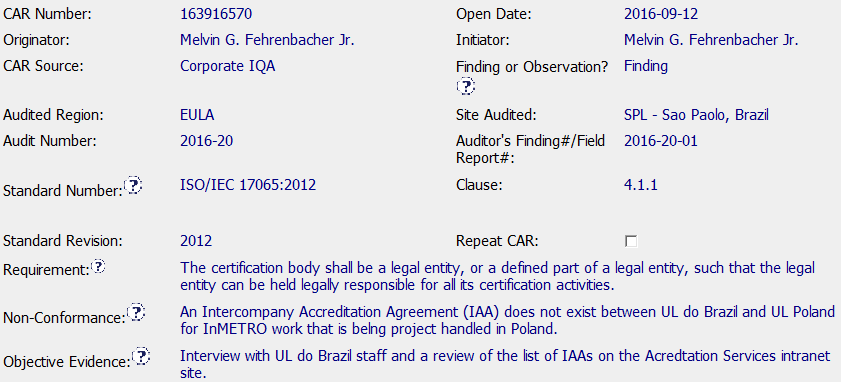 CAR Number: 163916570 Open Date: 2016-09-12
Originator: Melvin G. Fehrenbacher Jr. Initiator: Melvin G. Fehrenbacher Jr.
CAR Source: Corporate IQA Finding or Observation? Finding
?
Audited Region: EULA Site Audited: SPL - Sao Paolo, Brazil
Audit Number: 2016-20 Auditor's Finding#/Field 2016-20-01
Report#:
Standard Number: ? ISO/IEC 17065:2012 Clause: 4.1.1
Standard Revision: 2012 Repeat CAR:
Requirement: ? The certification body shall be a legal entity, or a defined part of a legal entity, such that the legal
entity can be held legally responsible for all its certification activities.
Non-Conformance: ? An Intercompany Accreditation Agreement (IAA) does not exist between UL do Brazil and UL Poland
for InMETRO work that is belng project handled in Poland.
Objective Evidence: ? Interview with UL do Brazil staff and a review of the list of IAAs on the Acredtation Services intranet
site.